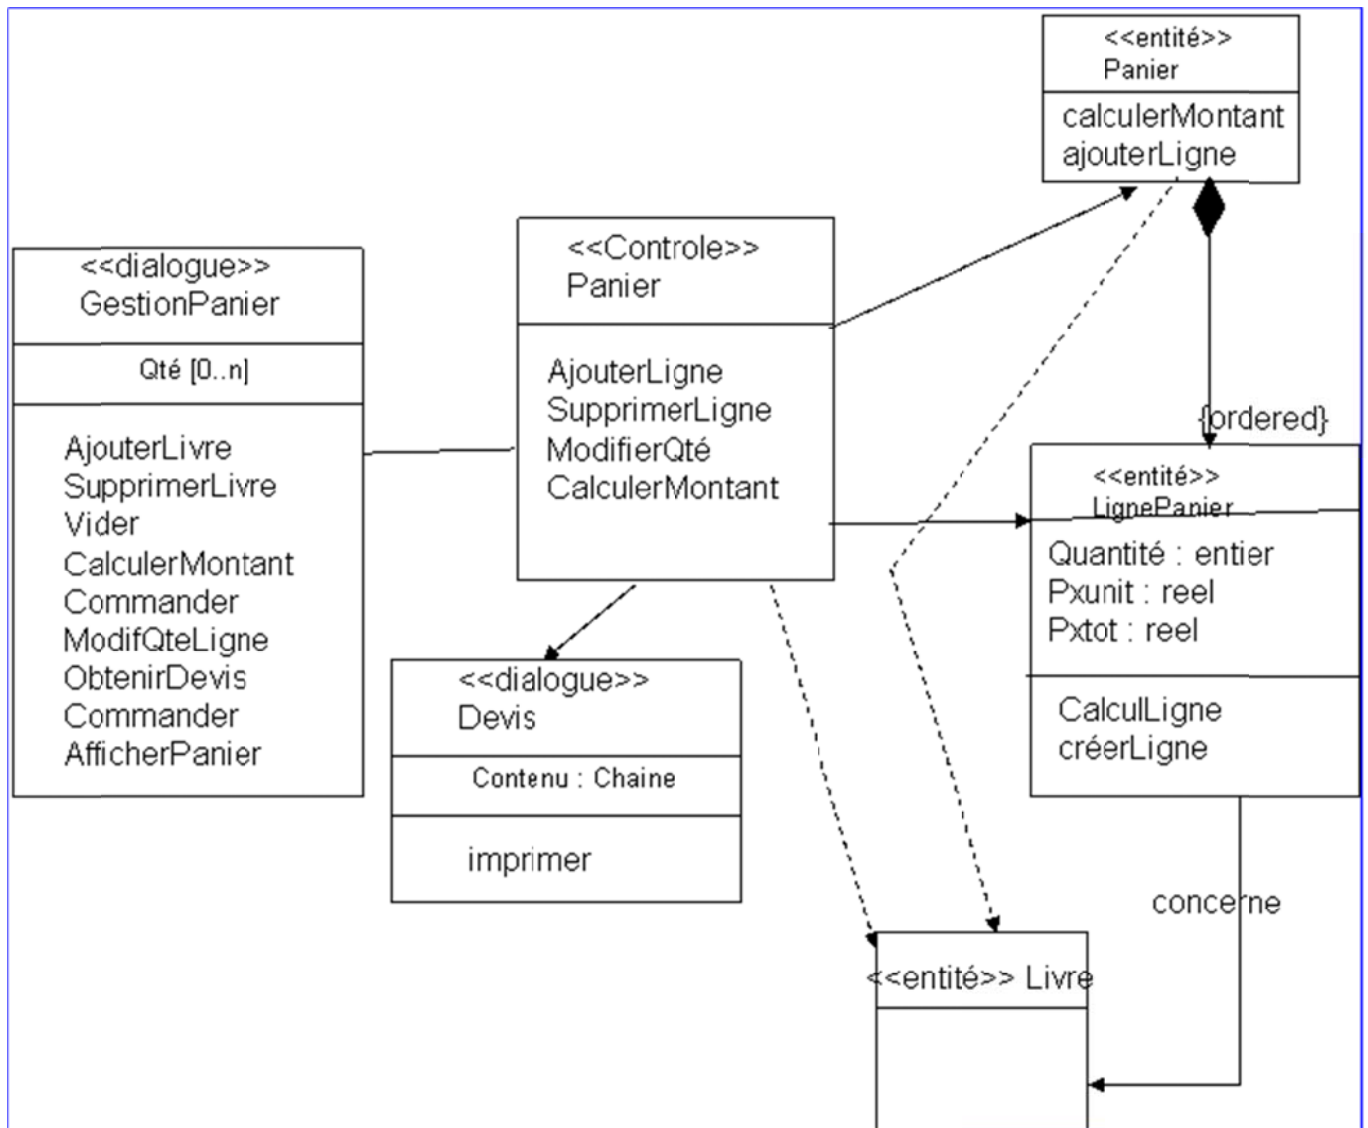 <<entité>>
Panier
calculerMontant
ajouterLigne
<<dialogue>>
GestionPanier
Qté [0..n]
AjouterLivre
SupprimerLivre
Vider
CalculerMontant
Commander
ModifQteLigne
ObtenirDevis
Commander
AfficherPanier
<<Controle>>
Panier
AjouterLigne
SupprimerLigne
ModifierQté
CalculerMontant
{ordered}
<<entité>>
LignePanier
Quantité : entier
Pxunit : reel
Pxtot : reel
CalculLigne
créerLigne
<<dialogue>>
Devis
Contenu : Chaine
imprimer
concerne
<<entité>> Livre